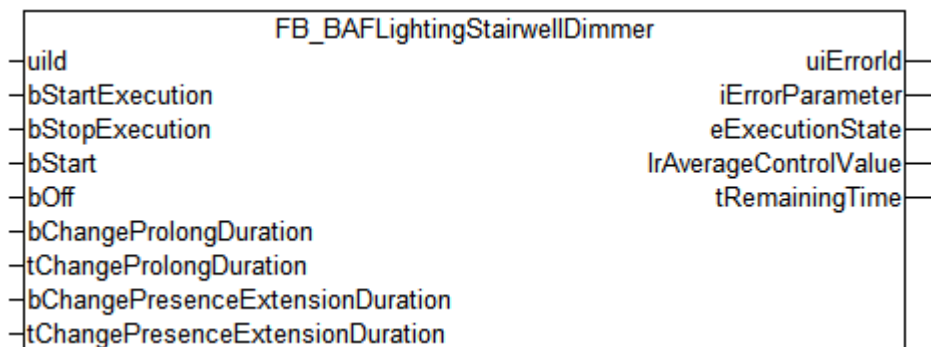 FB_BAFLightingStairwellDimmer
uiId uiErrorId
bStartExecution iErrorParameter
bStopExecution eExecutionState
bStart lrAverageControlValue
bOff tRemainingTime
bChangeProlongDuration
tChangeProlongDuration
bChangePresenceExtensionDuration
tChangePresenceExtensionDuration